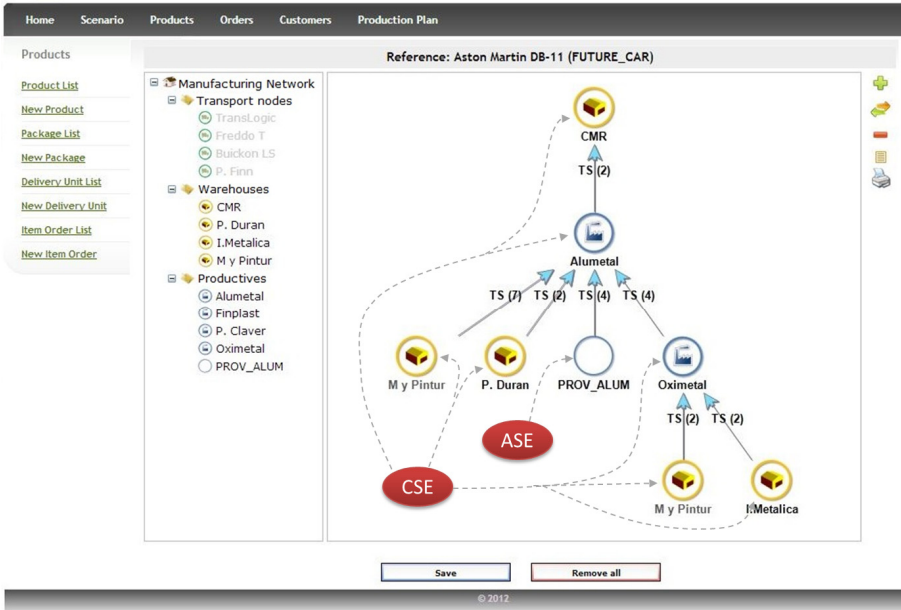 Home Scenario Products Orders Customers Production Plan
Products
Reference: Aston Martin DB-11 (FUTURE_CAR)
Product List
New Product
Package List
New Package
Delivery Unit List
New Delivery Unit
Item Order List
New Item Order
Manufacturing Network
Transport nodes
TransLogic
Freddo T
Buickon LS
P. Finn
Warehouses
CMR
P. Duran
I.Metalica
M y Pintur
Productives
Alumetal
Finplast
P. Claver
Oximetal
PROV_ALUM
CMR
TS (2)
Alumetal
TS (7) TS (2) TS (4) TS (4)
M y Pintur P. Duran PROV_ALUM Oximetal
TS (2) TS (2)
ASE
CSE
M y Pintur I.Metalica
Save Remove all
© 2012